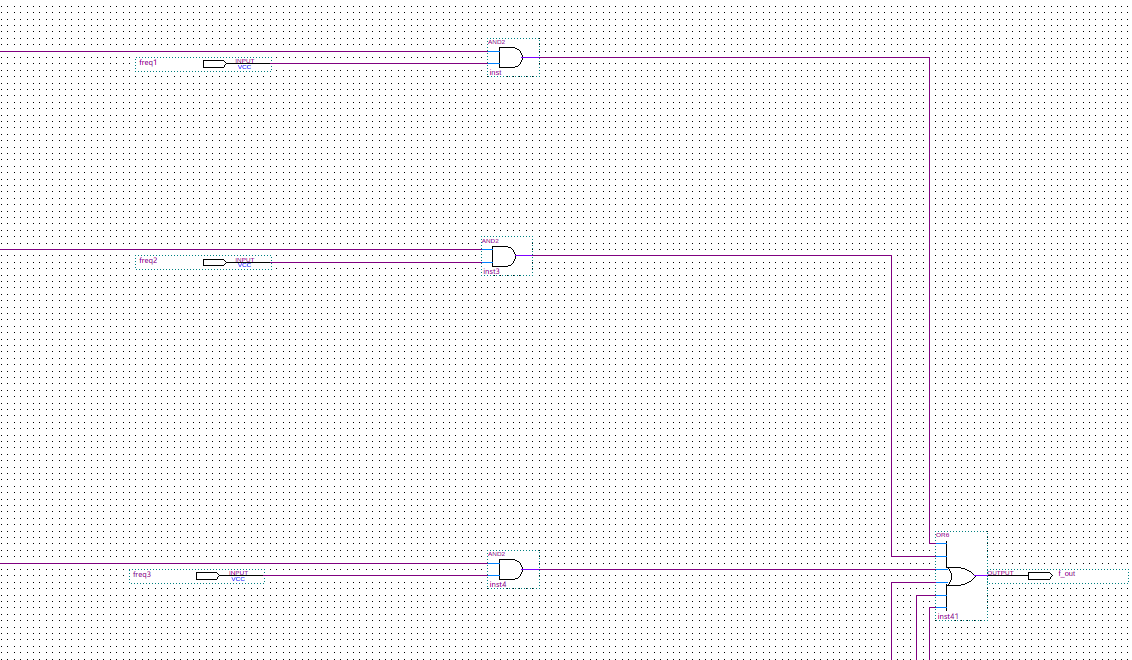 AND2
freq1
INPUT
VCC
inst
AND2
freq2
INPUT
VCC
inst3
OR6
AND2
freq3
INPUT
VCC
inst4
OUTPUT
f_out
inst41